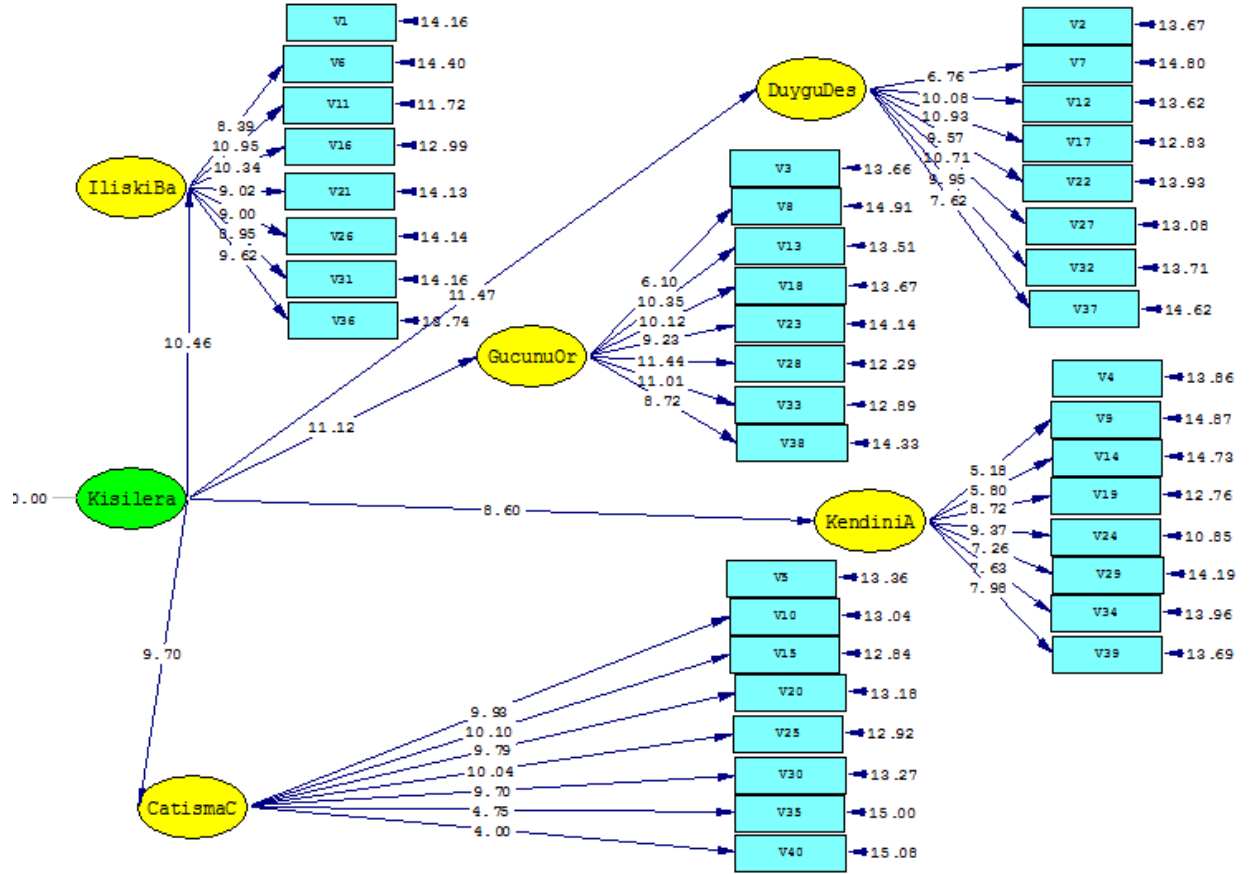 V1 14.16
V6 14.40
V11 11.72
V16 12.99
V21 14.13
V26 14.14
V31 14.16
V36 13.74
8.39
10.95
10.34
9.02
9.00
8.95
9.62
IliskiBa
10.46
DuyguDes
6.76
10.08
10.93
9.57
10.71
9.95
7.62
V2 13.67
V7 14.80
V12 13.62
V17 12.83
V22 13.93
V27 13.08
V32 13.71
V37 14.62
11.47
GucunuOr
6.10
10.35
10.12
9.23
11.44
11.01
8.72
V3 13.66
V8 14.91
V13 13.51
V18 13.67
V23 14.14
V28 12.29
V33 12.89
V38 14.33
11.12
0.00
Kisilera
8.60
KendiniA
5.18
5.80
8.72
9.37
7.26
7.63
7.98
V4 13.86
V9 14.87
V14 14.73
V19 12.76
V24 10.85
V29 14.19
V34 13.96
V39 13.69
9.70
CatismaC
9.93
10.10
9.79
10.04
9.70
4.75
4.00
V5 13.36
V10 13.04
V15 12.84
V20 13.18
V25 12.92
V30 13.27
V35 15.00
V40 15.08